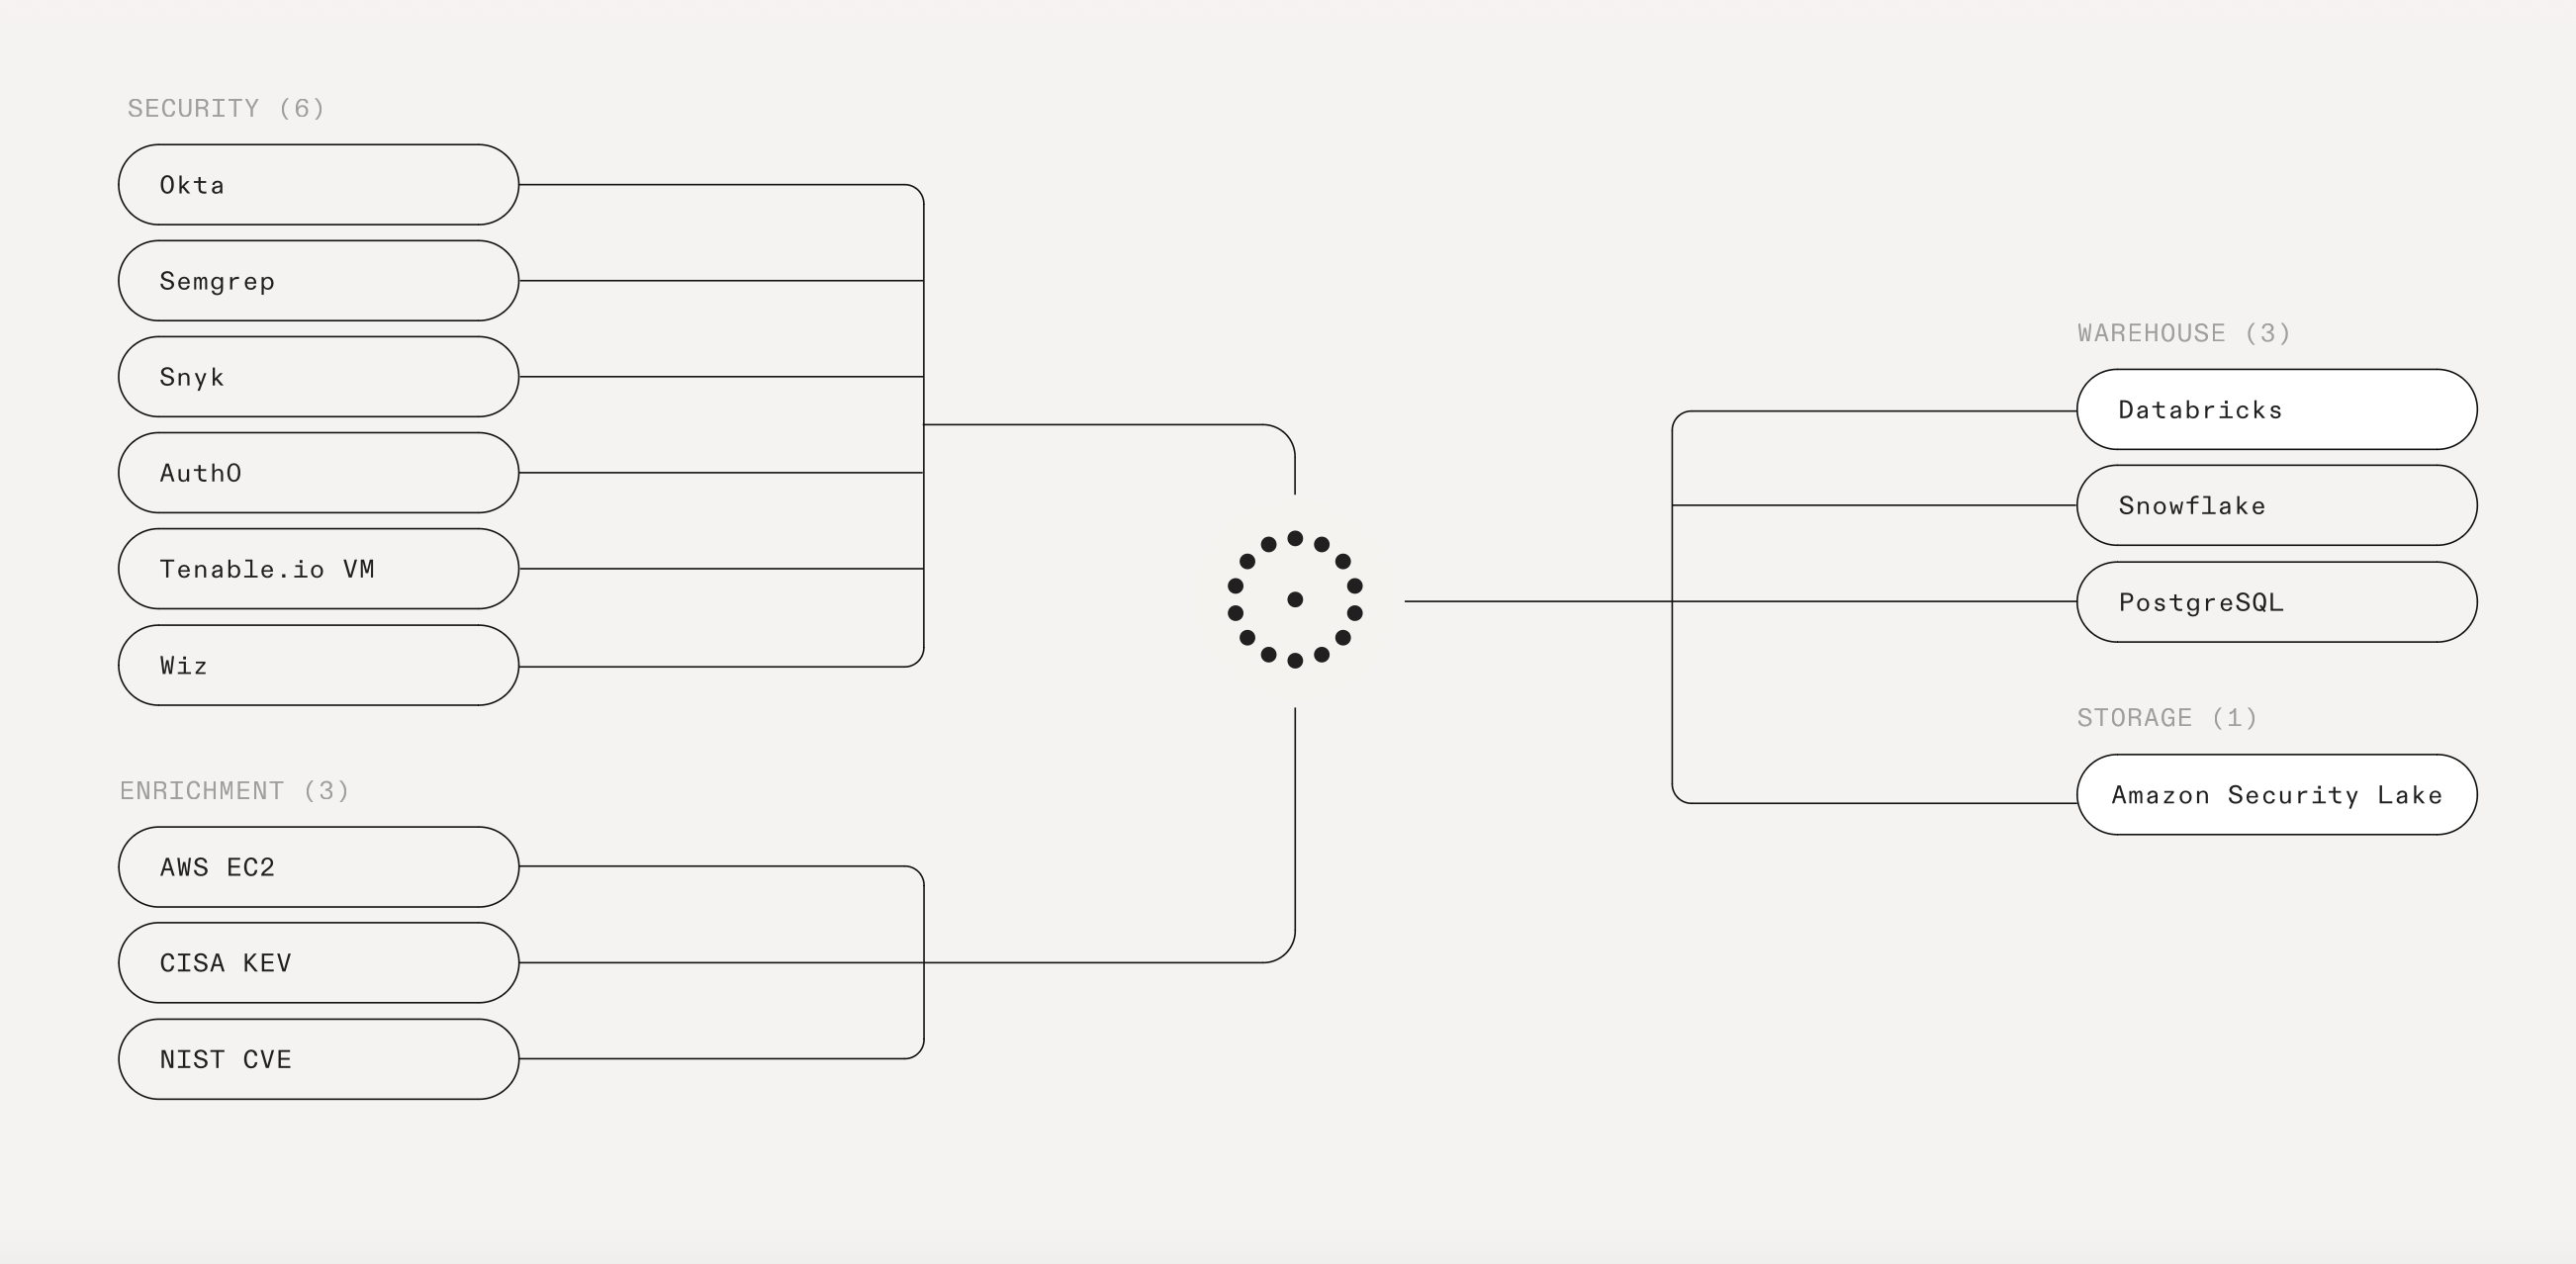 SECURITY (6)
Okta
Semgrep
Snyk
AuthO
Tenable.io VM
Wiz
ENRICHMENT (3)
AWS EC2
CISA KEV
NIST CVE
WAREHOUSE (3)
Databricks
Snowflake
PostgreSQL
STORAGE (1)
Amazon Security Lake